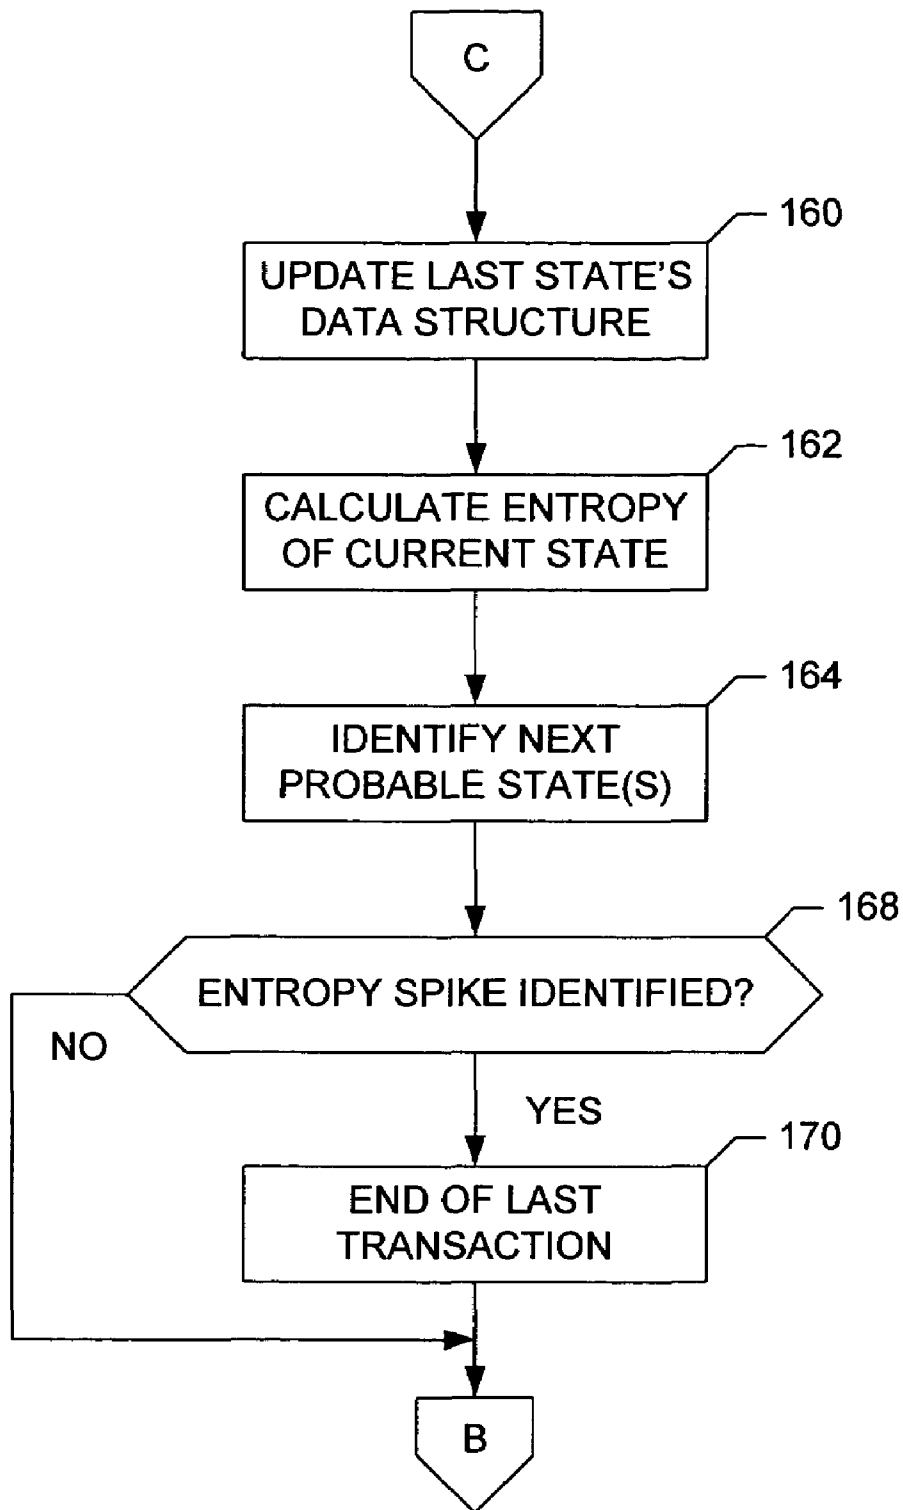 C
160
UPDATE LAST STATE'S
DATA STRUCTURE
162
CALCULATE ENTROPY
OF CURRENT STATE
164
IDENTIFY NEXT
PROBABLE STATE(S)
168
ENTROPY SPIKE IDENTIFIED?
NO
YES
170
END OF LAST
TRANSACTION
B